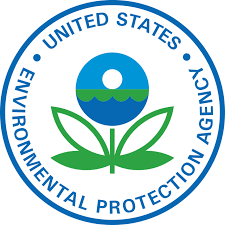 • UNITED STATES •
ENVIRONMENTAL PROTECTION AGENCY